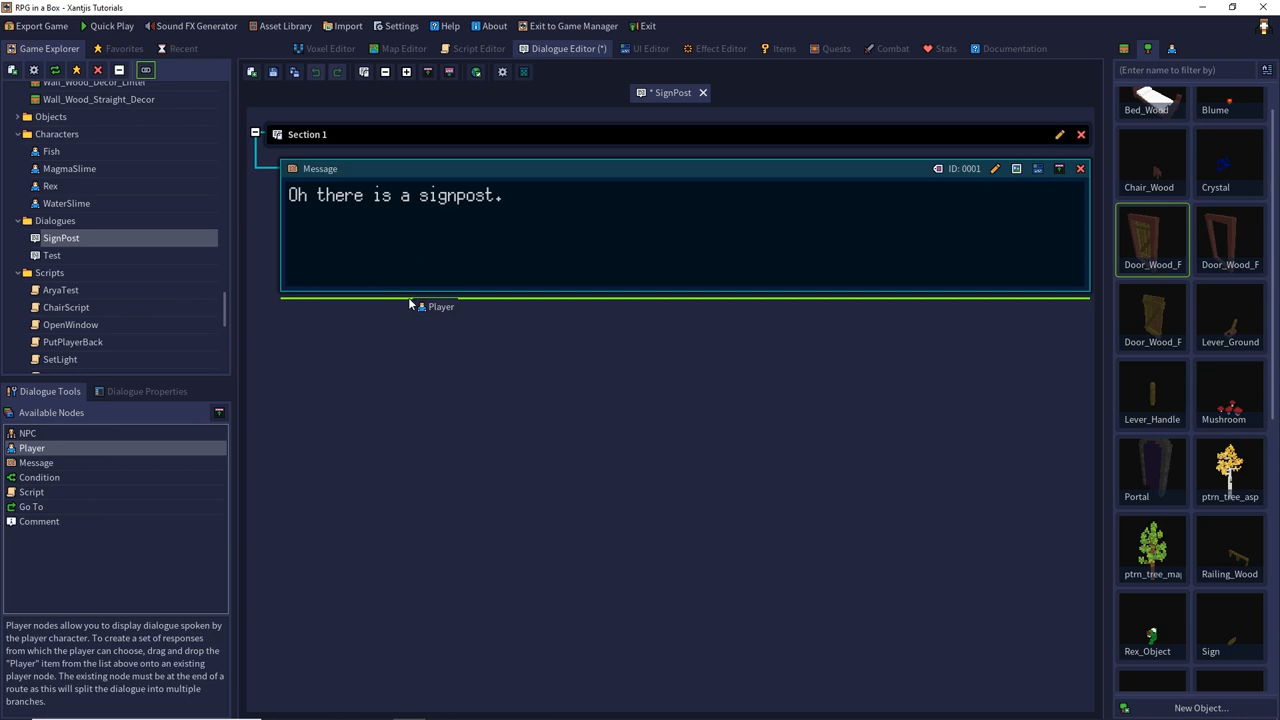 RPG in a Box - Xantjis Tutorials
Export Game
Quick Play
Sound FX Generator
Asset Library
Import
Settings
Help
About
Exit to Game Manager
Exit
Game Explorer
Favorites
Recent
Voxel Editor
Map Editor
Script Editor
Dialogue Editor (*)
UI Editor
Effect Editor
Items
Quests
Combat
Stats
Documentation
Wall_Wood_Decor_Lintel
Wall_Wood_Straight_Decor
Objects
Characters
Fish
MagmaSlime
Rex
WaterSlime
Dialogues
SignPost
Test
Scripts
AryaTest
ChairScript
OpenWindow
PutPlayerBack
SetLight
Dialogue Tools
Dialogue Properties
Available Nodes
NPC
Player
Message
Condition
Script
Go To
Comment
Player nodes allow you to display dialogue spoken by
the player character. To create a set of responses
from which the player can choose, drag and drop the
"Player" item from the list above onto an existing
player node. The existing node must be at the end of a
route as this will split the dialogue into multiple
branches.
* SignPost
Section 1
Message
ID: 0001
Oh there is a signpost.
Player
(Enter name to filter by)
Bed_Wood
Blume
Chair_Wood
Crystal
Door_Wood_F
Door_Wood_F
Door_Wood_F
Lever_Ground
Lever_Handle
Mushroom
Portal
ptrn_tree_asp
ptrn_tree_ma
Railing_Wood
Rex_Object
Sign
New Object...